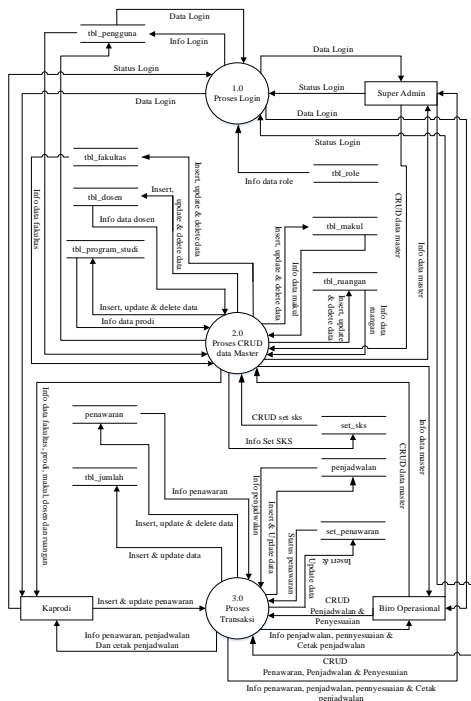 Data Login
tbl_pengguna
Info Login
Data Login
Status Login
1.0
Proses Login
Status Login
Super Admin
Data Login
Data Login
Status Login
tbl_fakultas
Insert,
update & delete data
Insert, update & delete data
tbl_role
Info data role
Info data fakultas
tbl_dosen
Info data dosen
CRUD data master
Info data master
tbl_makul
Insert, update & delete data
Info data makul
tbl_program_studi
tbl_ruangan
Insert, update
& delete data
Info data
ruangan
Insert, update & delete data
Info data prodi
2.0
Proses CRUD
data Master
CRUD set sks
set_sks
Info Set SKS
Info data fakultas, prodi, makul, dosen dan ruangan
penawaran
Info penawaran
Insert, update & delete data
tbl_jumlah
Insert & update data
Info penjadwalan
Insert & Update data
penjadwalan
CRUD data master
Info data master
Status penawaran
set_penawaran
Insert &
Update data
3.0
Proses
Transaksi
Kaprodi
Insert & update penawaran
CRUD
Penjadwalan &
Penyesuaian
Biro Operasional
Info penawaran, penjadwalan
Dan cetak penjadwalan
Info penjadwalan, pennyesuaian &
Cetak penjadwalan
CRUD
Penawaran, Penjadwalan & Penyesuaian
Info penawaran, penjadwalan, pennyesuaian & Cetak
penjadwalan